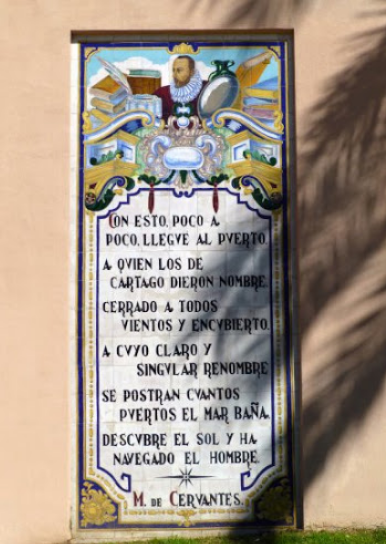 CON ESTO, POCO A
POCO, LLEGVE AL PVERTO,
A QVIEN LOS DE
CARTAGO DIERON NOMBRE,
CERRADO A TODOS
VIENTOS Y ENCVBIERTO.
A CVYO CLARO Y
SINGVLAR RENOMBRE
SE POSTRAN CVANTOS
PVERTOS EL MAR BAÑA,
DESCVBRE EL SOL Y HA
NAVEGADO EL HOMBRE.
M. DE CERVANTES.